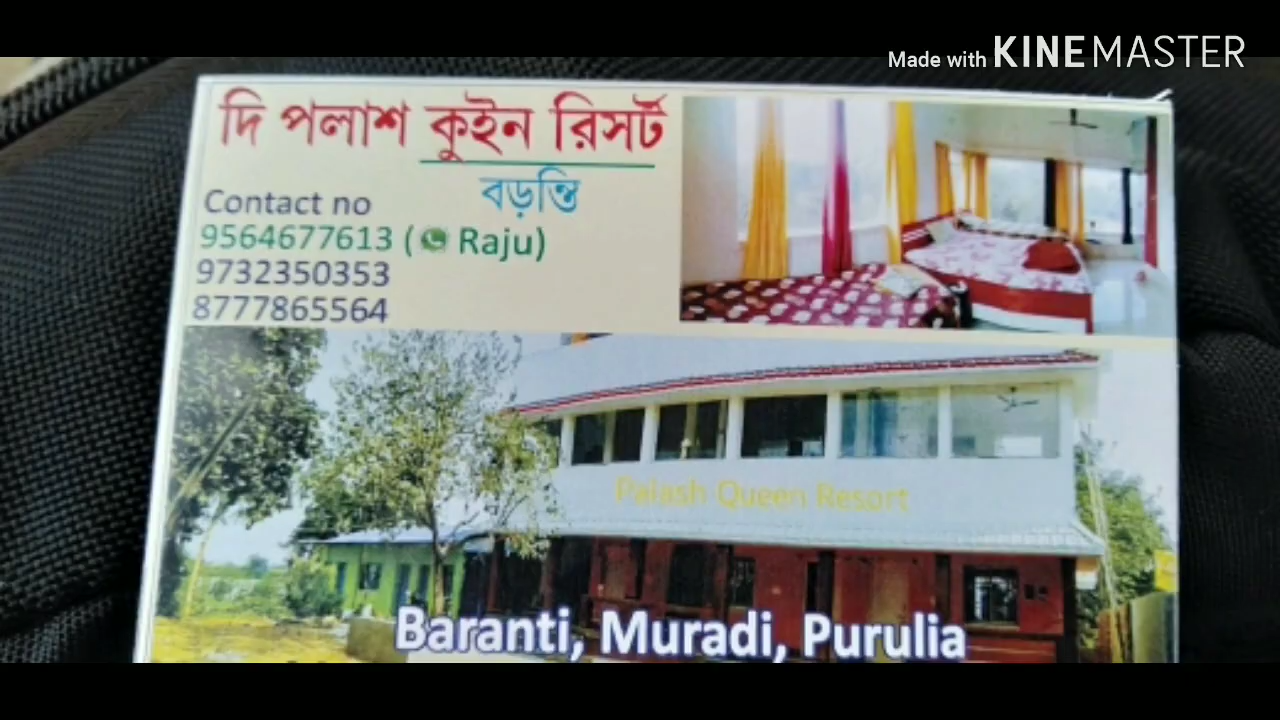 Made with KINEMASTER
দি পলাশ কুইন রিসর্ট
বড়ন্তি
Contact no
9564677613 ( Raju)
9732350353
8777865564
Palash Queen Resort
Baranti, Muradi, Purulia